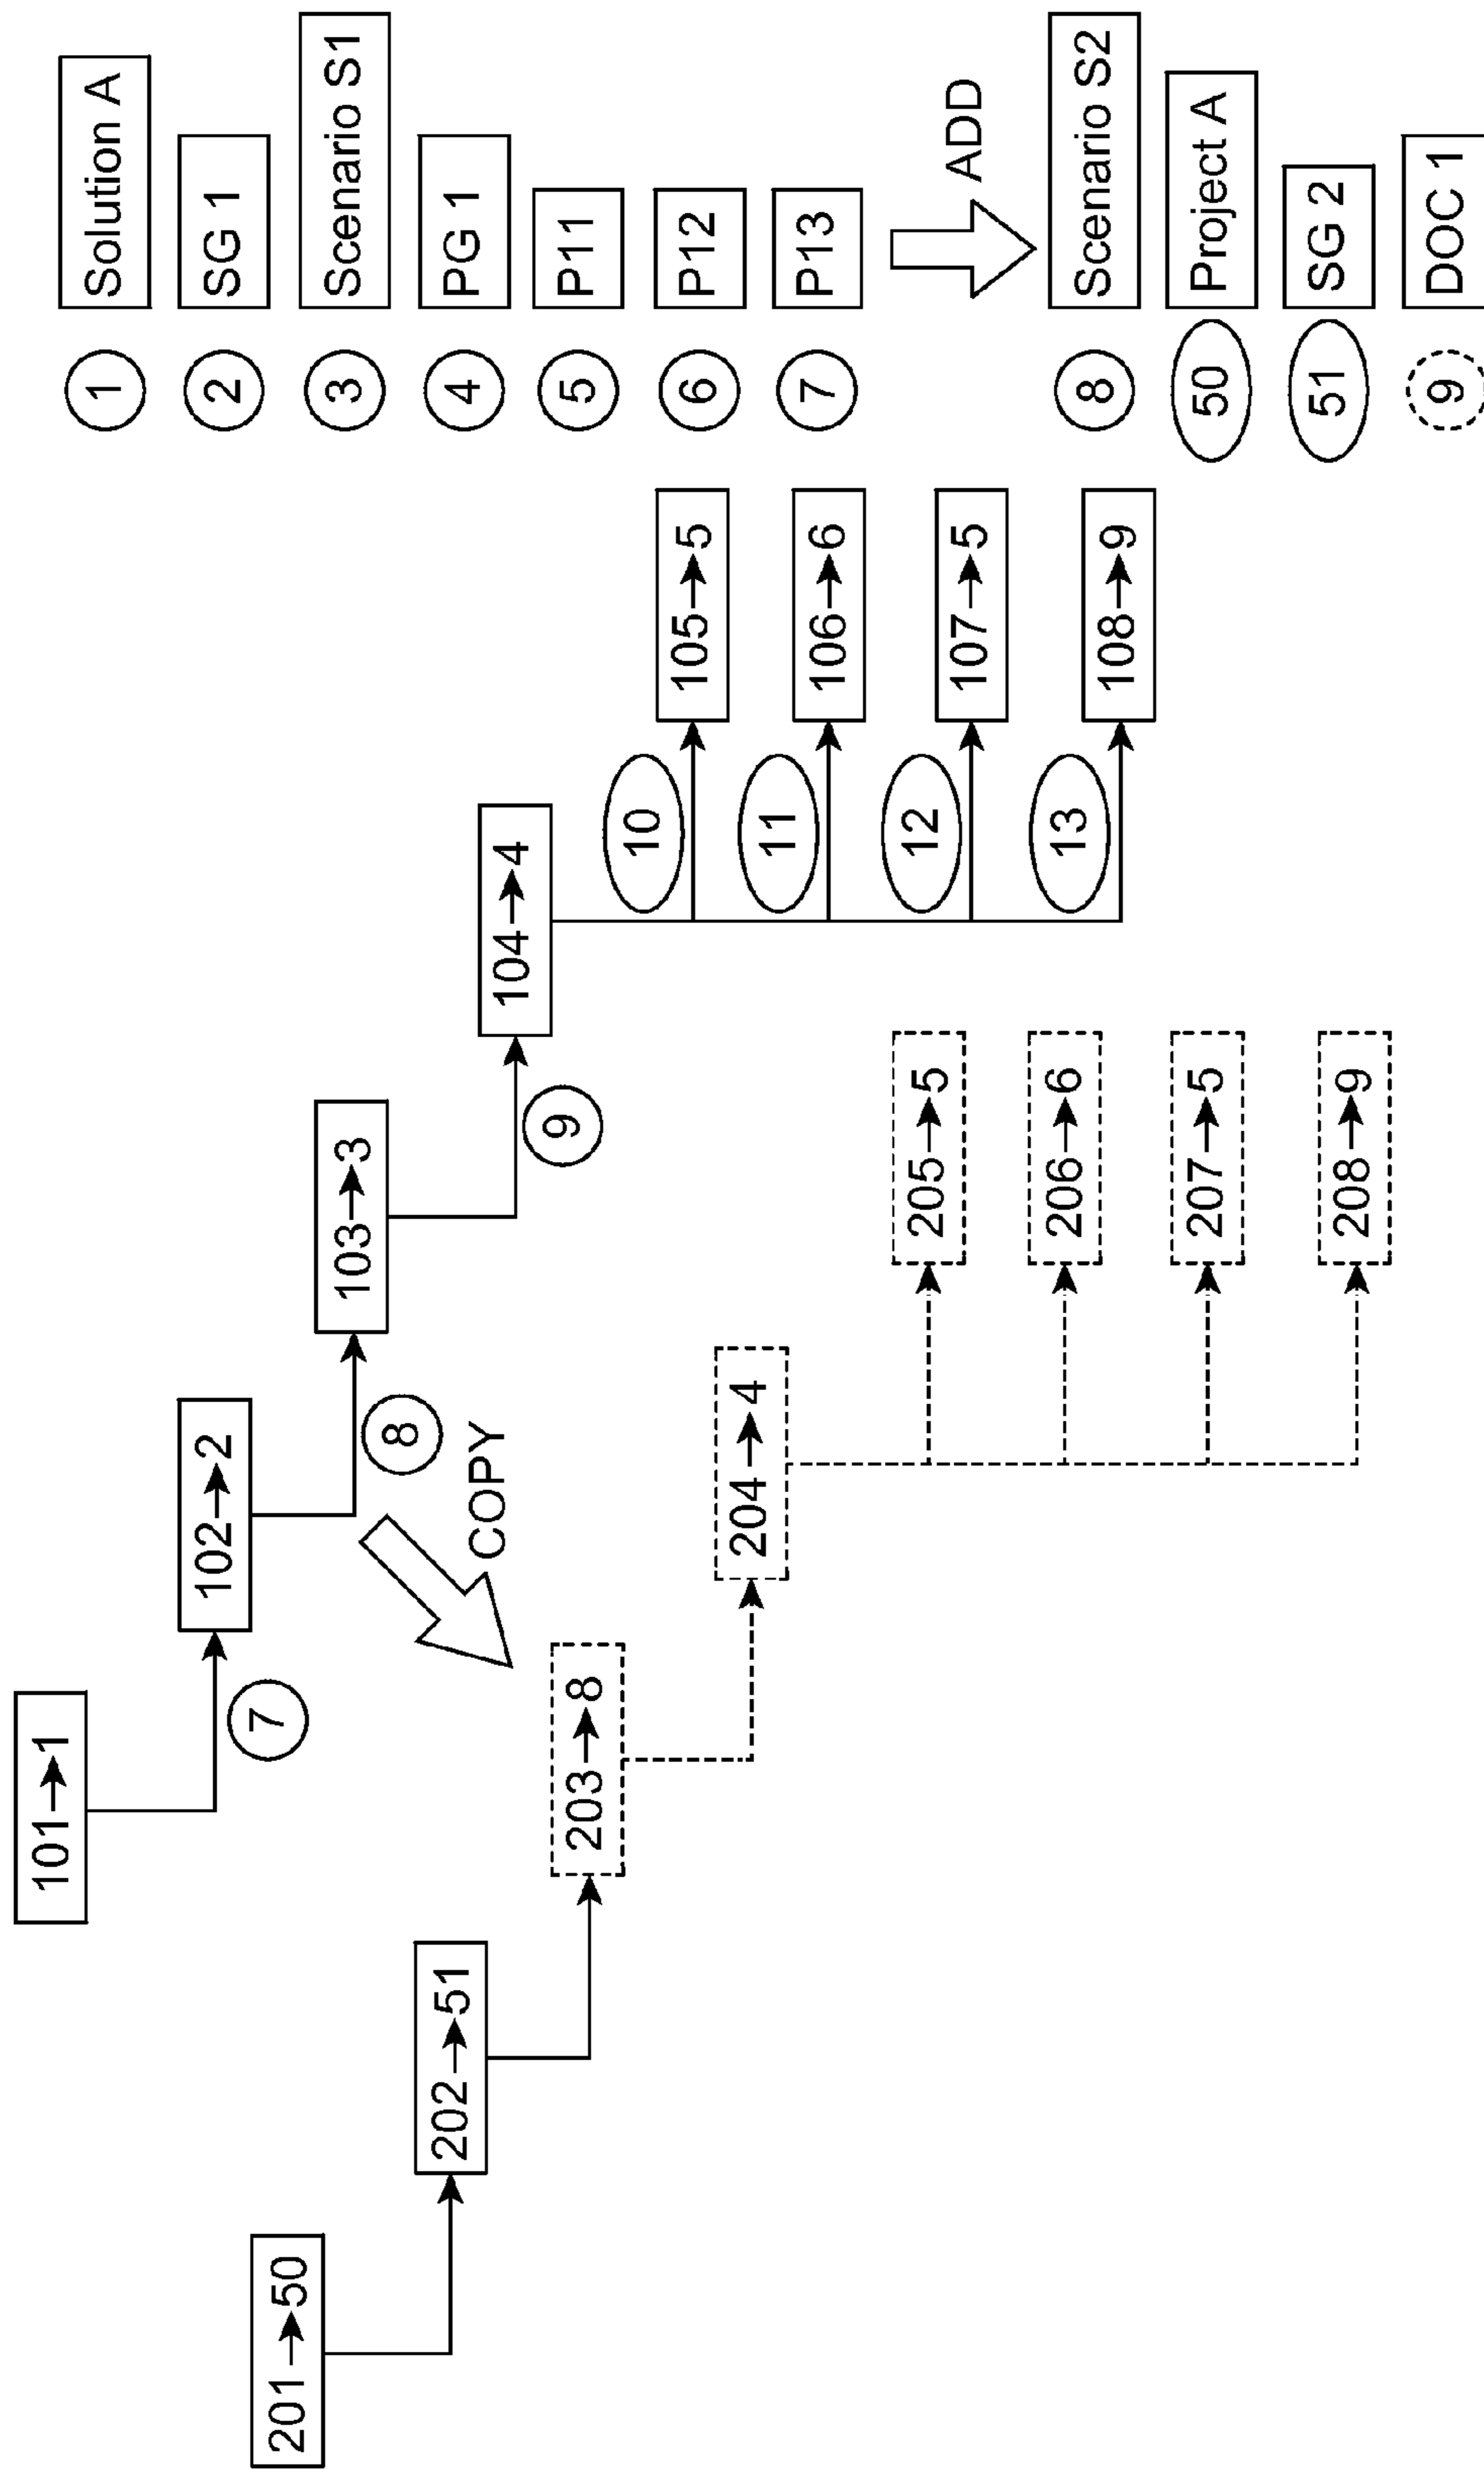 101→1
7
102→2
8
103→3
9
104→4
10
105→5
11
106→6
12
107→5
13
108→9
COPY
201→50
202→51
203→8
204→4
205→5
206→6
207→5
208→9
1 Solution A
2 SG 1
3 Scenario S1
4 PG 1
5 P11
6 P12
7 P13
ADD
8 Scenario S2
50 Project A
51 SG 2
9 DOC 1